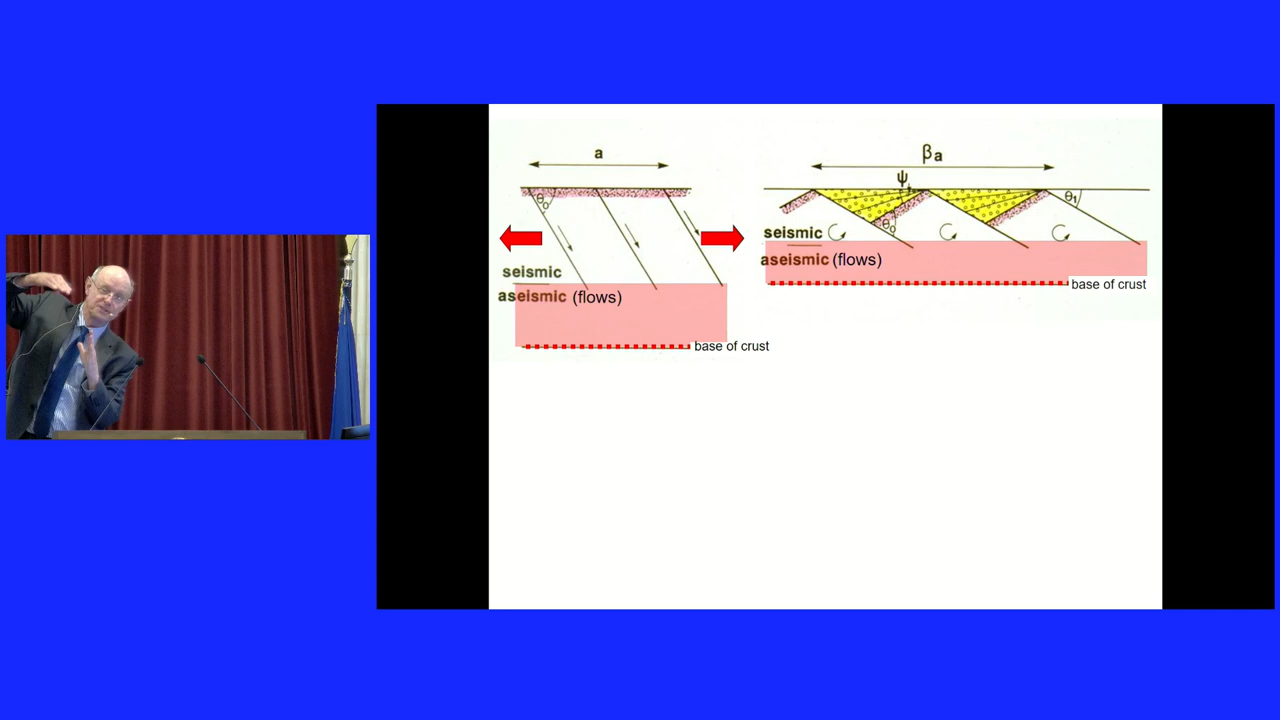 a
θ₀
seismic
aseismic (flows)
base of crust
βa
ψ
θ₁
θ₀
seismic
aseismic (flows)
base of crust